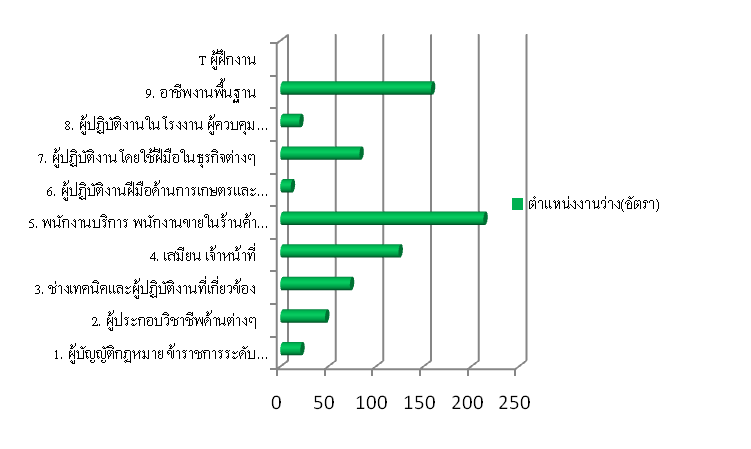 T ผู้ฝึกงาน
9. อาชีพงานพื้นฐาน
8. ผู้ปฏิบัติงานในโรงงาน ผู้ควบคุม...
7. ผู้ปฏิบัติงานโดยใช้ฝีมือในธุรกิจต่างๆ
6. ผู้ปฏิบัติงานฝีมือด้านการเกษตรและ...
5. พนักงานบริการ พนักงานขายในร้านค้า...
4. เสมียน เจ้าหน้าที่
3. ช่างเทคนิคและผู้ปฏิบัติงานที่เกี่ยวข้อง
2. ผู้ประกอบวิชาชีพด้านต่างๆ
1. ผู้บัญญัติกฎหมาย ข้าราชการระดับ...
0 50 100 150 200 250
ตำแหน่งงานว่าง(อัตรา)